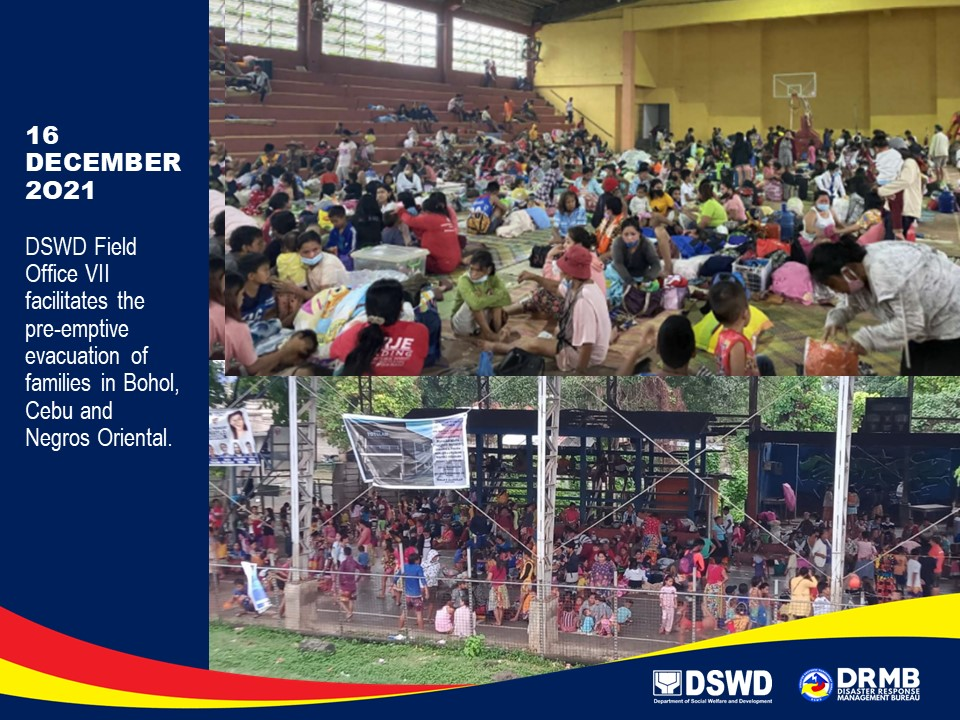 16
DECEMBER
2O21
DSWD Field
Office VII
facilitates the
pre-emptive
evacuation of
families in Bohol,
Cebu and
Negros Oriental.
DSWD
Department of Social Welfare and Development
DRMB
DISASTER RESPONSE
MANAGEMENT BUREAU